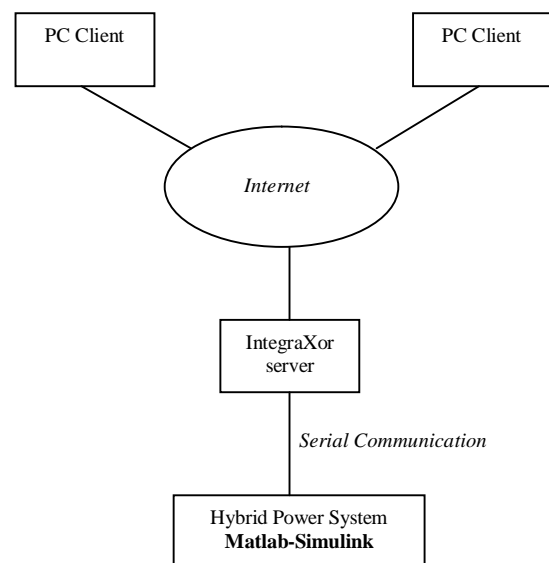 PC Client
PC Client
Internet
IntegraXor
server
Serial Communication
Hybrid Power System
Matlab-Simulink